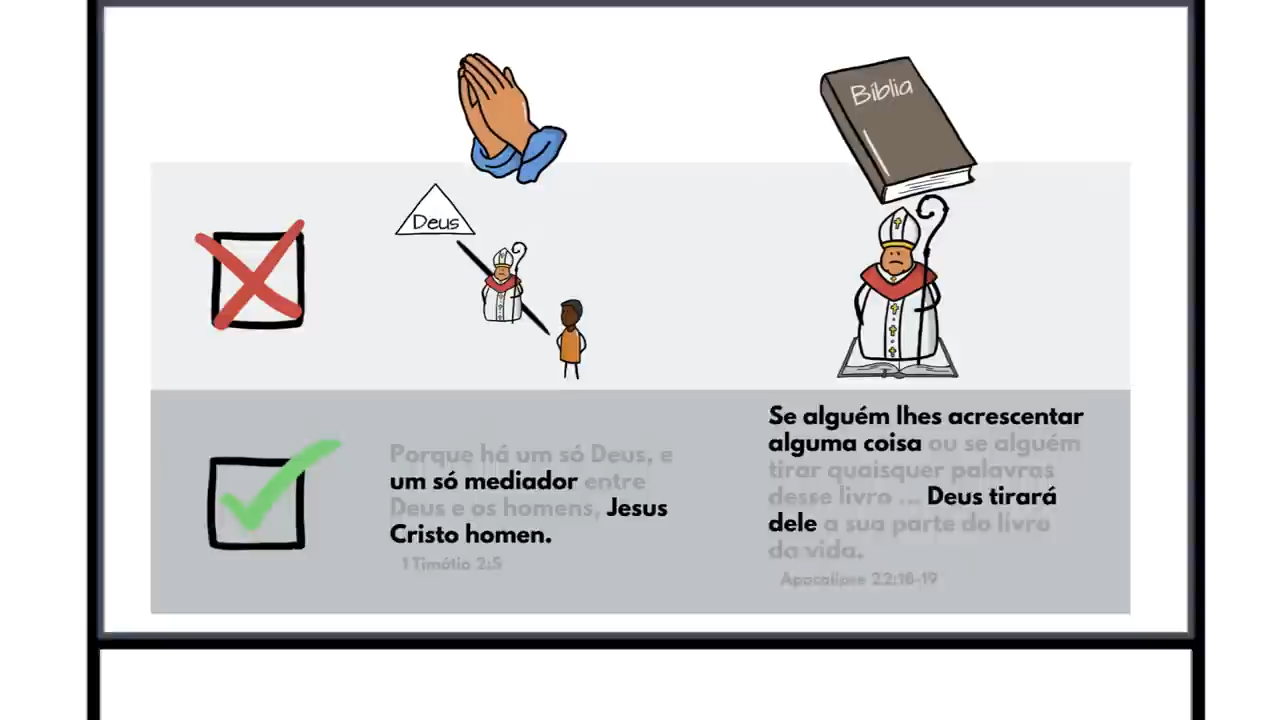 Bíblia
Deus
Porque há um só Deus, e
um só mediador entre
Deus e os homens, Jesus
Cristo homen.
1 Timótio 2:5
Se alguém lhes acrescentar
alguma coisa ou se alguém
tirar quaisquer palavras
desse livro ... Deus tirará
dele a sua parte do livro
da vida.
Apocalipse 22:18-19